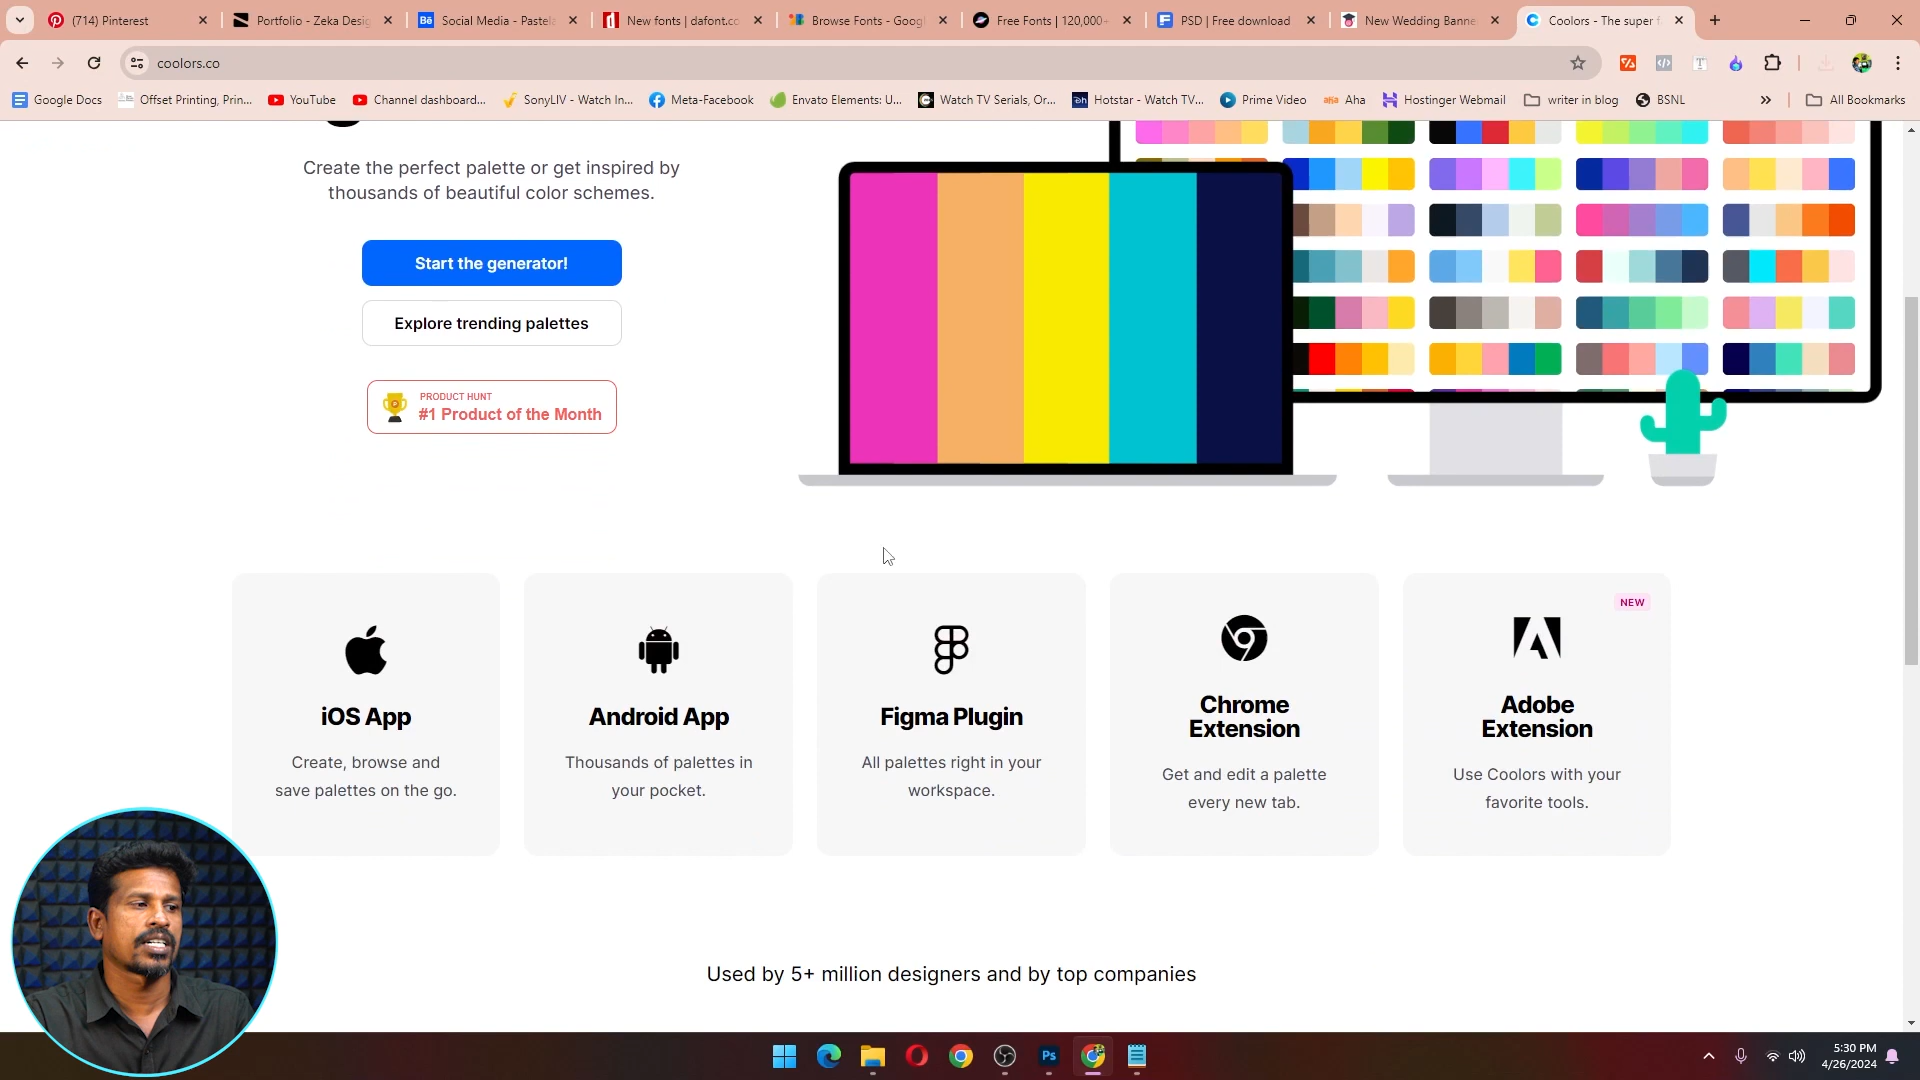 (714) Pinterest
Portfolio - Zeka Desig
Social Media - Pastela
New fonts | dafont.co
Browse Fonts - Googl
Free Fonts | 120,000+
PSD | Free download
New Wedding Banne
Coolors - The super f
coolors.co
Google Docs
Offset Printing, Prin...
YouTube
Channel dashboard...
SonyLIV - Watch In...
Meta-Facebook
Envato Elements: U...
Watch TV Serials, Or...
Hotstar - Watch TV...
Prime Video
Aha
Hostinger Webmail
writer in blog
BSNL
All Bookmarks
Create the perfect palette or get inspired by
thousands of beautiful color schemes.
Start the generator!
Explore trending palettes
PRODUCT HUNT
#1 Product of the Month
iOS App
Create, browse and
save palettes on the go.
Android App
Thousands of palettes in
your pocket.
Figma Plugin
All palettes right in your
workspace.
Chrome
Extension
Get and edit a palette
every new tab.
NEW
Adobe
Extension
Use Coolors with your
favorite tools.
Used by 5+ million designers and by top companies
Ps
5:30 PM
4/26/2024